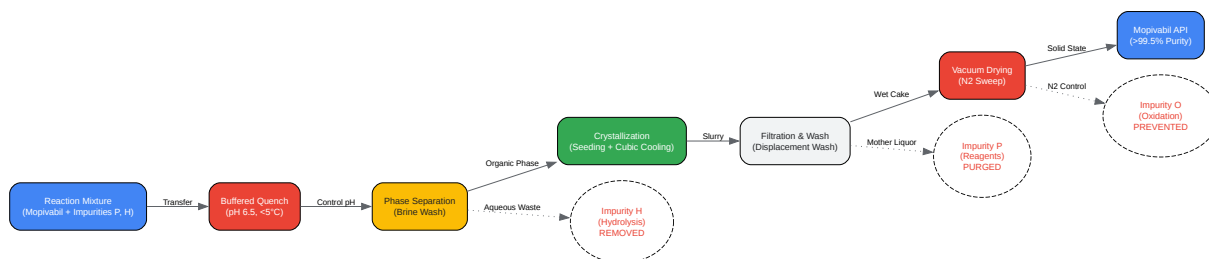 Reaction Mixture
(Mopivabil + Impurities P, H)
Transfer
Buffered Quench
(pH 6.5, <5°C)
Control pH
Phase Separation
(Brine Wash)
Organic Phase
Aqueous Waste
Crystallization
(Seeding + Cubic Cooling)
Impurity H
(Hydrolysis)
REMOVED
Slurry
Filtration & Wash
(Displacement Wash)
Wet Cake
Mother Liquor
Vacuum Drying
(N2 Sweep)
Impurity P
(Reagents)
PURGED
Solid State
N2 Control
Mopivabil API
(>99.5% Purity)
Impurity O
(Oxidation)
PREVENTED